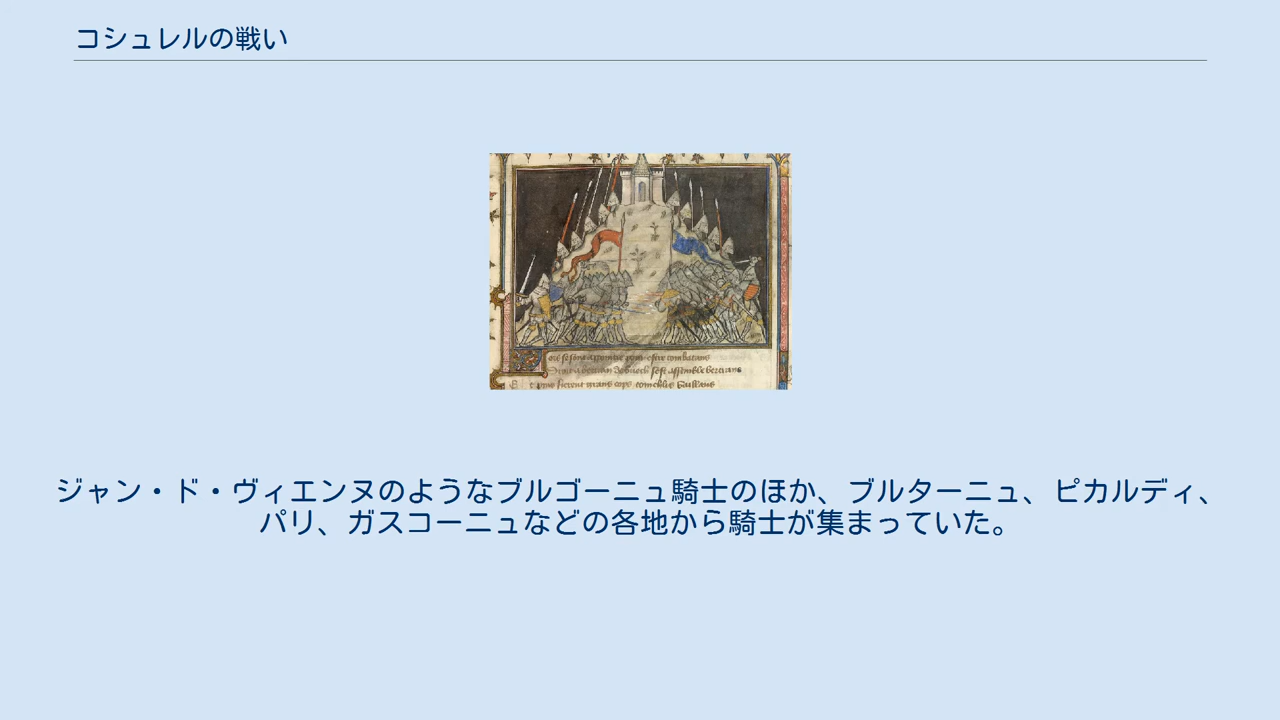 コシュレルの戦い
ジャン・ド・ヴィエンヌのようなブルゴーニュ騎士のほか、ブルターニュ、ピカルディ、
パリ、ガスコーニュなどの各地から騎士が集まっていた。